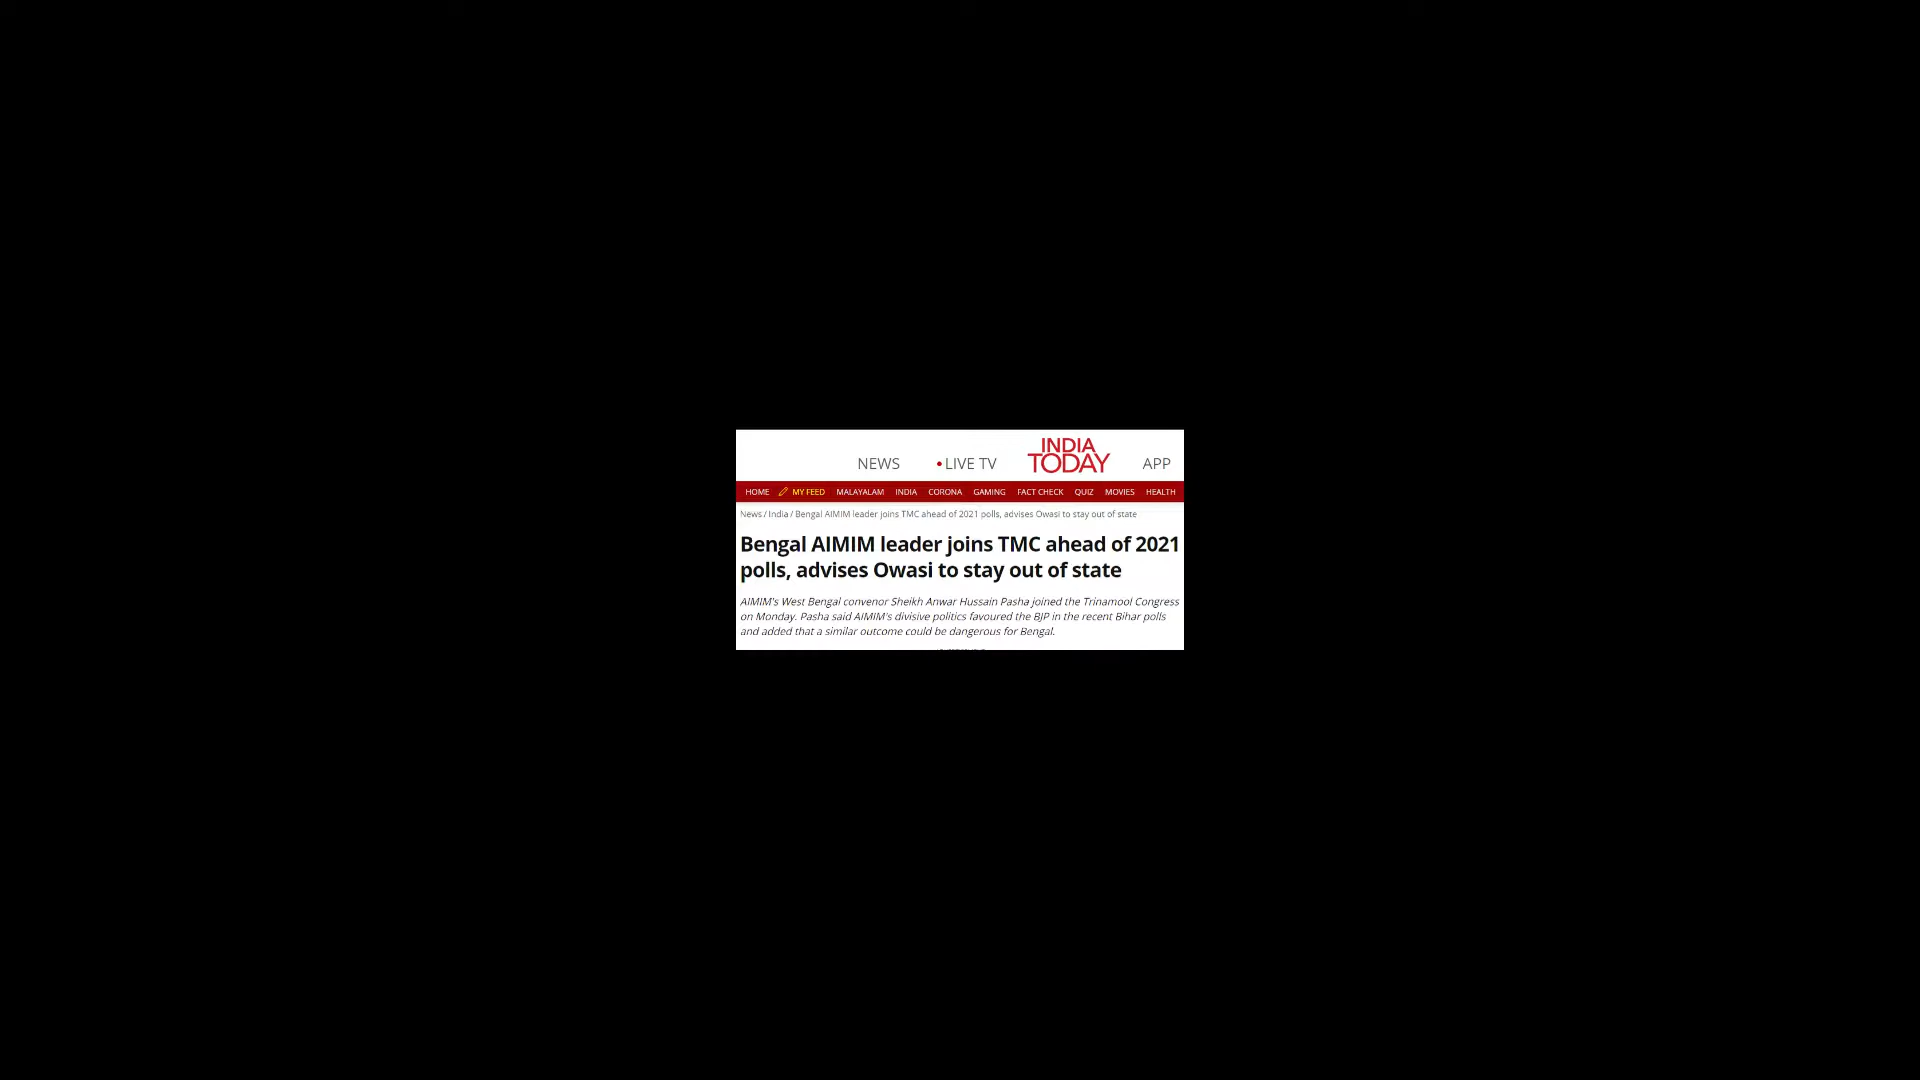 INDIA
TODAY
NEWS
LIVE TV
APP
HOME MY FEED MALAYALAM INDIA CORONA GAMING FACT CHECK QUIZ MOVIES HEALTH
News / India / Bengal AIMIM leader joins TMC ahead of 2021 polls, advises Owasi to stay out of state
Bengal AIMIM leader joins TMC ahead of 2021
polls, advises Owasi to stay out of state
AIMIM's West Bengal convenor Sheikh Anwar Hussain Pasha joined the Trinamool Congress
on Monday. Pasha said AIMIM's divisive politics favoured the BJP in the recent Bihar polls
and added that a similar outcome could be dangerous for Bengal.